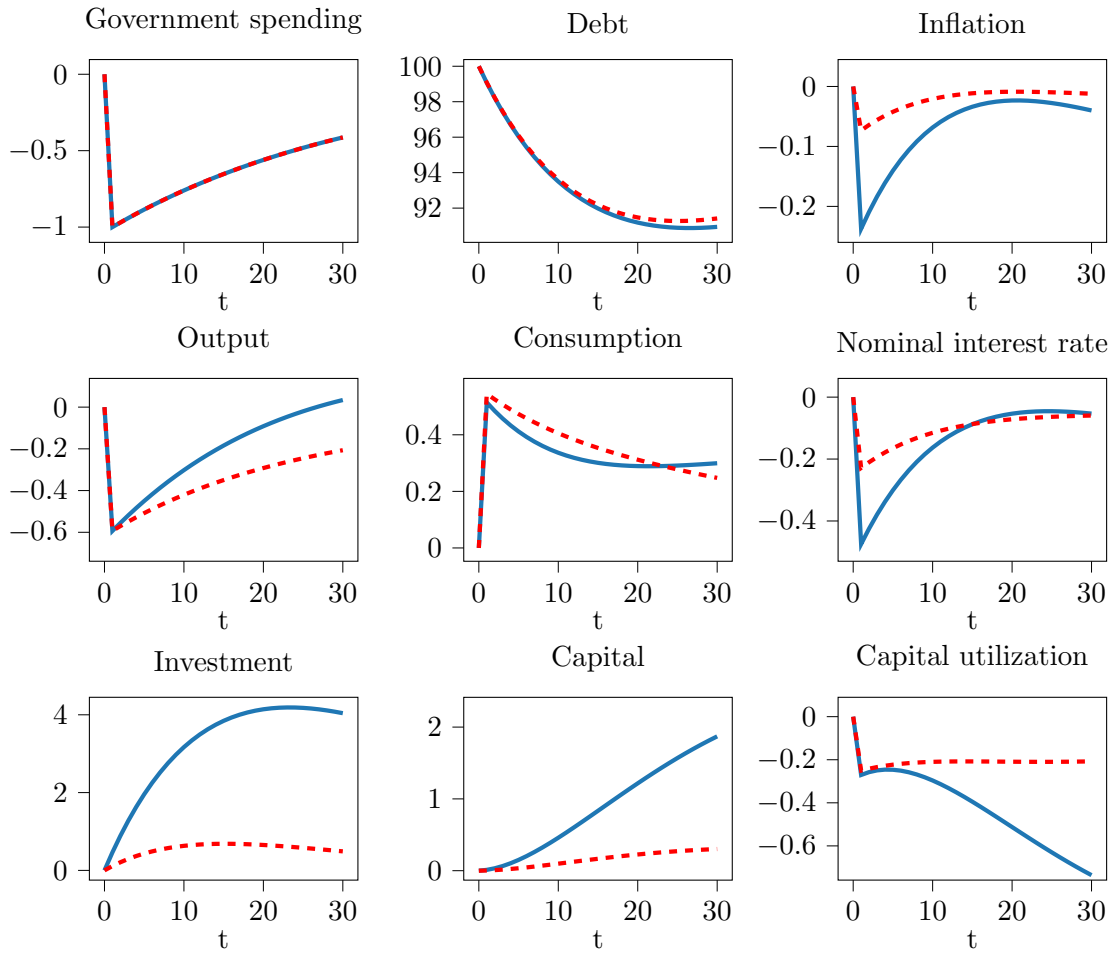 Government spending
0
−0.5
−1
0 10 20 30
t
Debt
100
98
96
94
92
0 10 20 30
t
Inflation
0
−0.1
−0.2
0 10 20 30
t
Output
0
−0.2
−0.4
−0.6
0 10 20 30
t
Consumption
0.4
0.2
0
0 10 20 30
t
Nominal interest rate
0
−0.2
−0.4
0 10 20 30
t
Investment
4
2
0
0 10 20 30
t
Capital
2
1
0
0 10 20 30
t
Capital utilization
0
−0.2
−0.4
−0.6
0 10 20 30
t